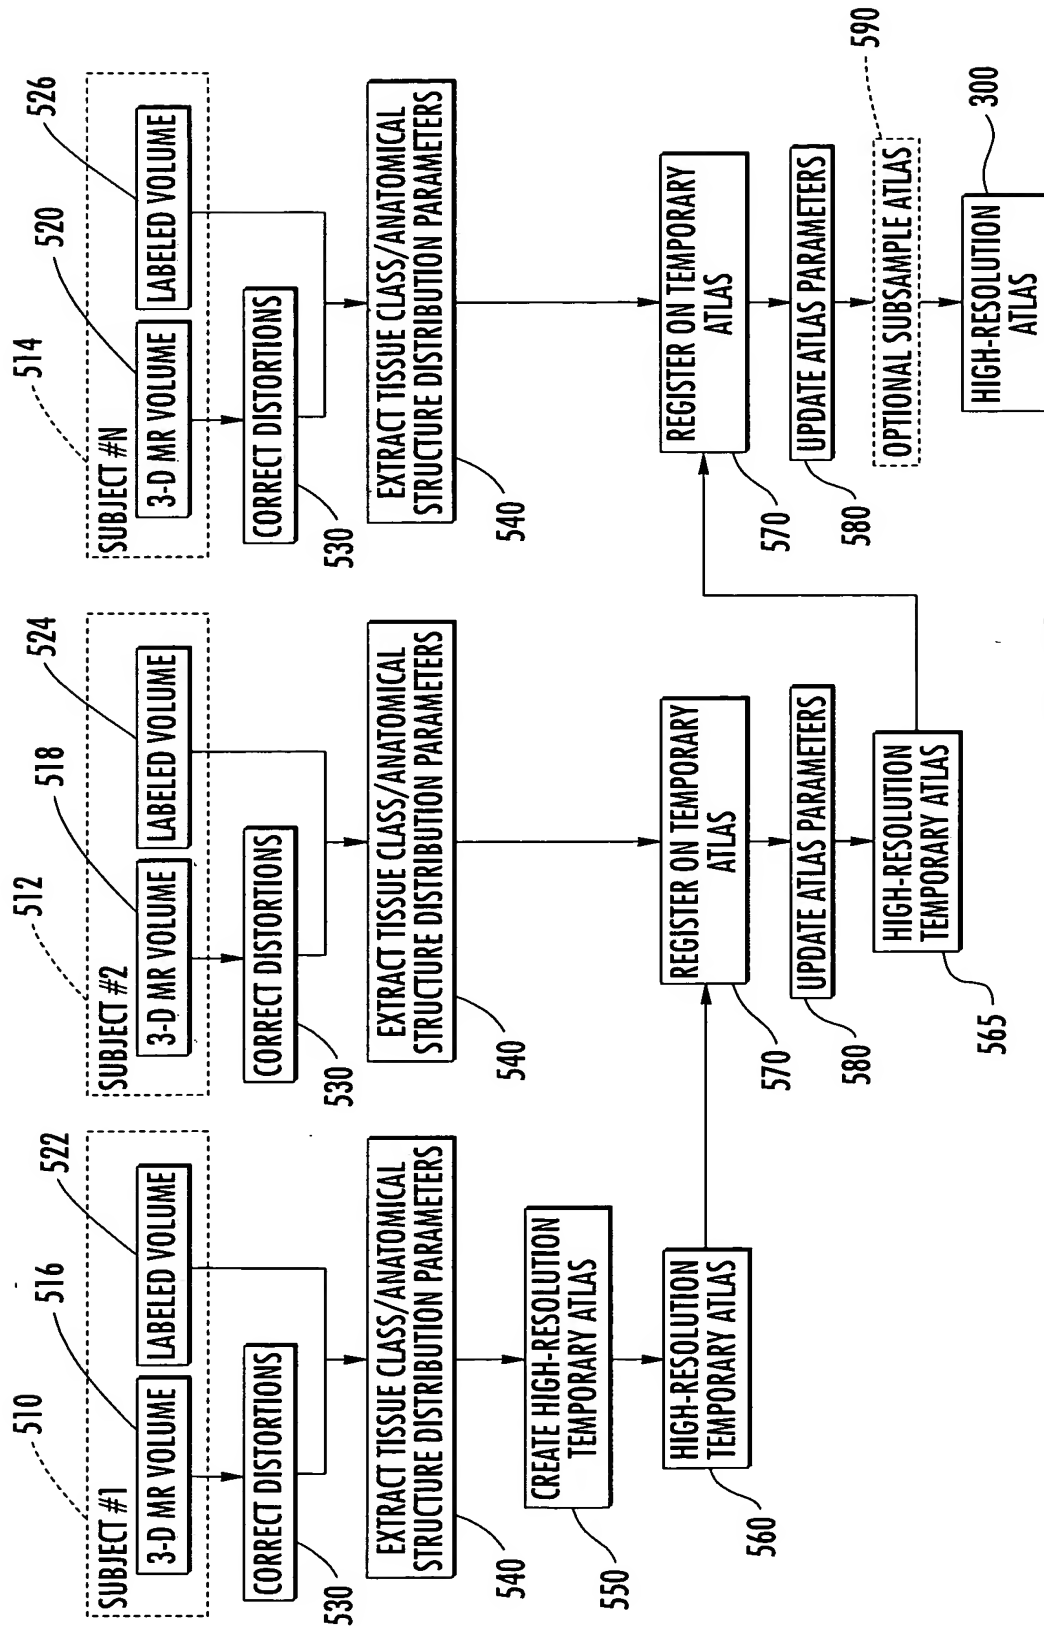 510
516
522
SUBJECT #1
3-D MR VOLUME
LABELED VOLUME
CORRECT DISTORTIONS
530
EXTRACT TISSUE CLASS/ANATOMICAL
STRUCTURE DISTRIBUTION PARAMETERS
540
CREATE HIGH-RESOLUTION
TEMPORARY ATLAS
550
HIGH-RESOLUTION
TEMPORARY ATLAS
560
512
518
524
SUBJECT #2
3-D MR VOLUME
LABELED VOLUME
CORRECT DISTORTIONS
530
EXTRACT TISSUE CLASS/ANATOMICAL
STRUCTURE DISTRIBUTION PARAMETERS
540
REGISTER ON TEMPORARY
ATLAS
570
UPDATE ATLAS PARAMETERS
580
HIGH-RESOLUTION
TEMPORARY ATLAS
565
514
520
526
SUBJECT #N
3-D MR VOLUME
LABELED VOLUME
CORRECT DISTORTIONS
530
EXTRACT TISSUE CLASS/ANATOMICAL
STRUCTURE DISTRIBUTION PARAMETERS
540
REGISTER ON TEMPORARY
ATLAS
570
UPDATE ATLAS PARAMETERS
580
OPTIONAL SUBSAMPLE ATLAS
590
HIGH-RESOLUTION
ATLAS
300